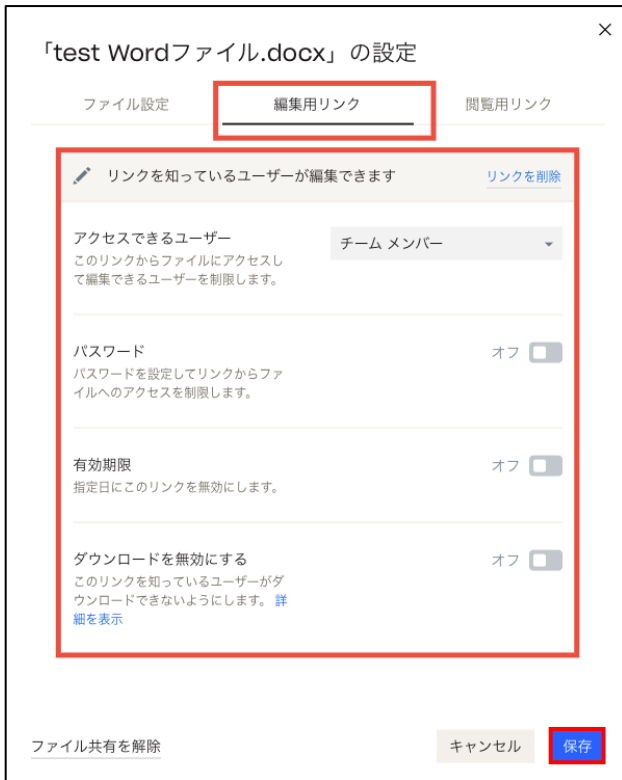 「test Wordファイル.docx」の設定
ファイル設定 編集用リンク 閲覧用リンク
リンクを知っているユーザーが編集できます リンクを削除
アクセスできるユーザー チーム メンバー
このリンクからファイルにアクセスし
て編集できるユーザーを制限します。
パスワード オフ
パスワードを設定してリンクからファ
イルへのアクセスを制限します。
有効期限 オフ
指定日にこのリンクを無効にします。
ダウンロードを無効にする オフ
このリンクを知っているユーザーがダ
ウンロードできないようにします。 詳
細を表示
ファイル共有を解除 キャンセル 保存